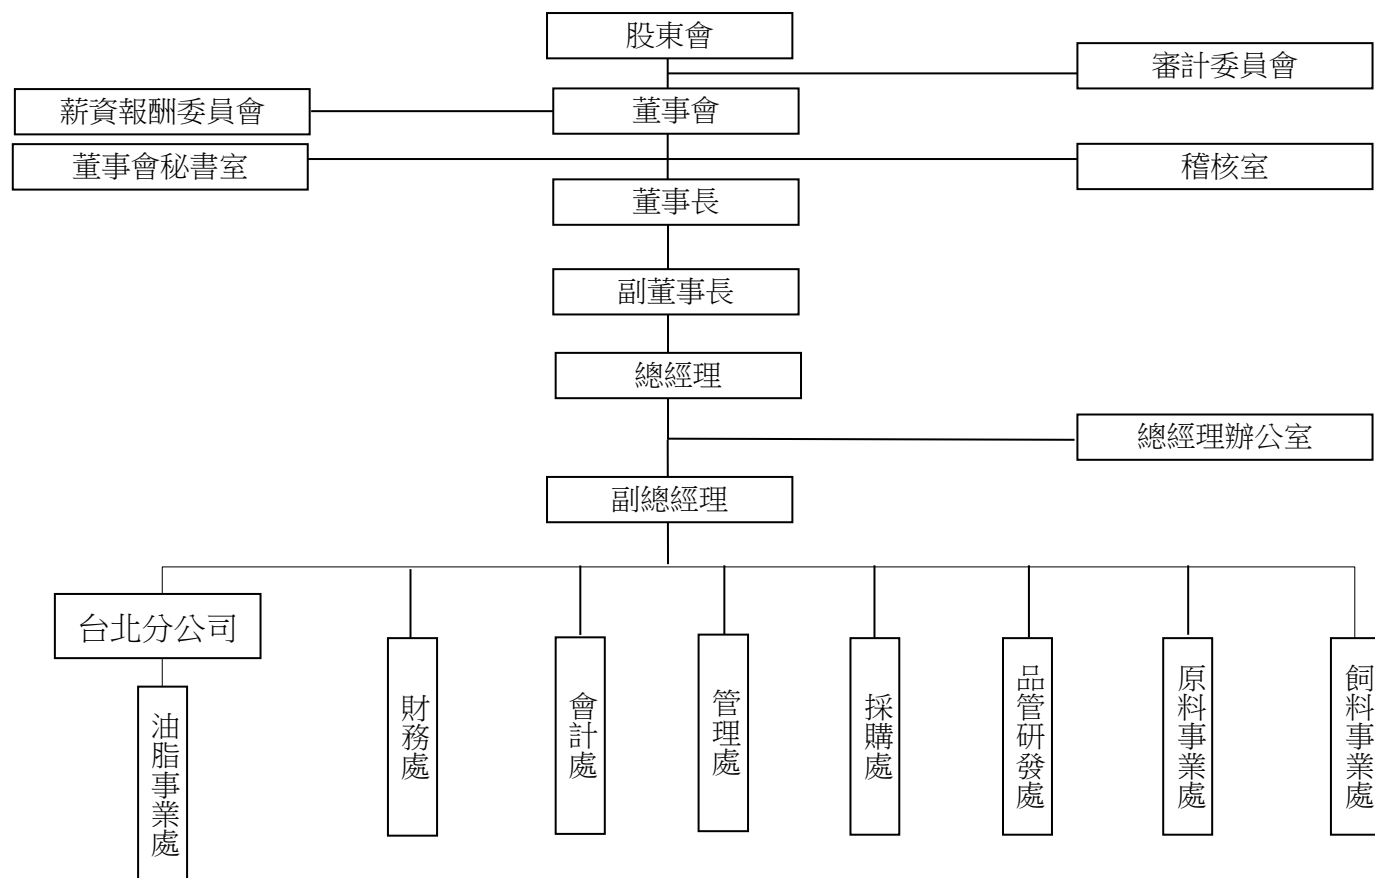 股東會
審計委員會
薪資報酬委員會
董事會
董事會秘書室
稽核室
董事長
副董事長
總經理
總經理辦公室
副總經理
台北分公司
油脂事業處
財務處
會計處
管理處
採購處
品管研發處
原料事業處
飼料事業處